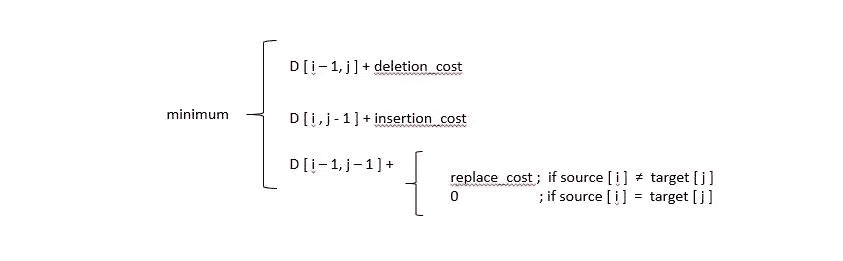 D [ i – 1, j ] + deletion_cost
minimum
D [ i , j - 1 ] + insertion_cost
D [ i – 1, j – 1 ] +
replace_cost ; if source [ i ] ≠ target [ j ]
0 ; if source [ i ] = target [ j ]